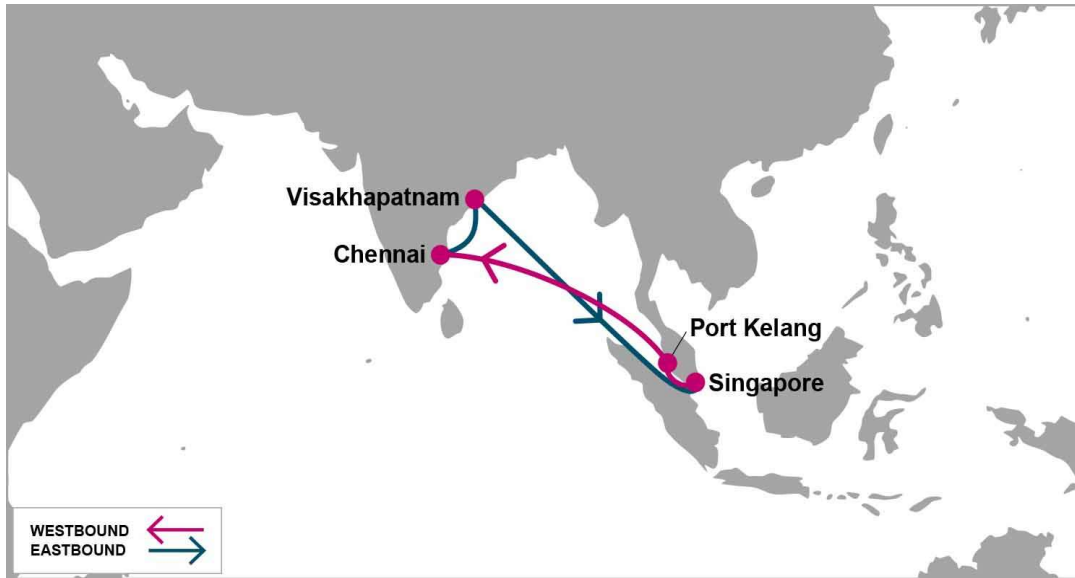 Visakhapatnam
Chennai
Port Kelang
Singapore
WESTBOUND
EASTBOUND